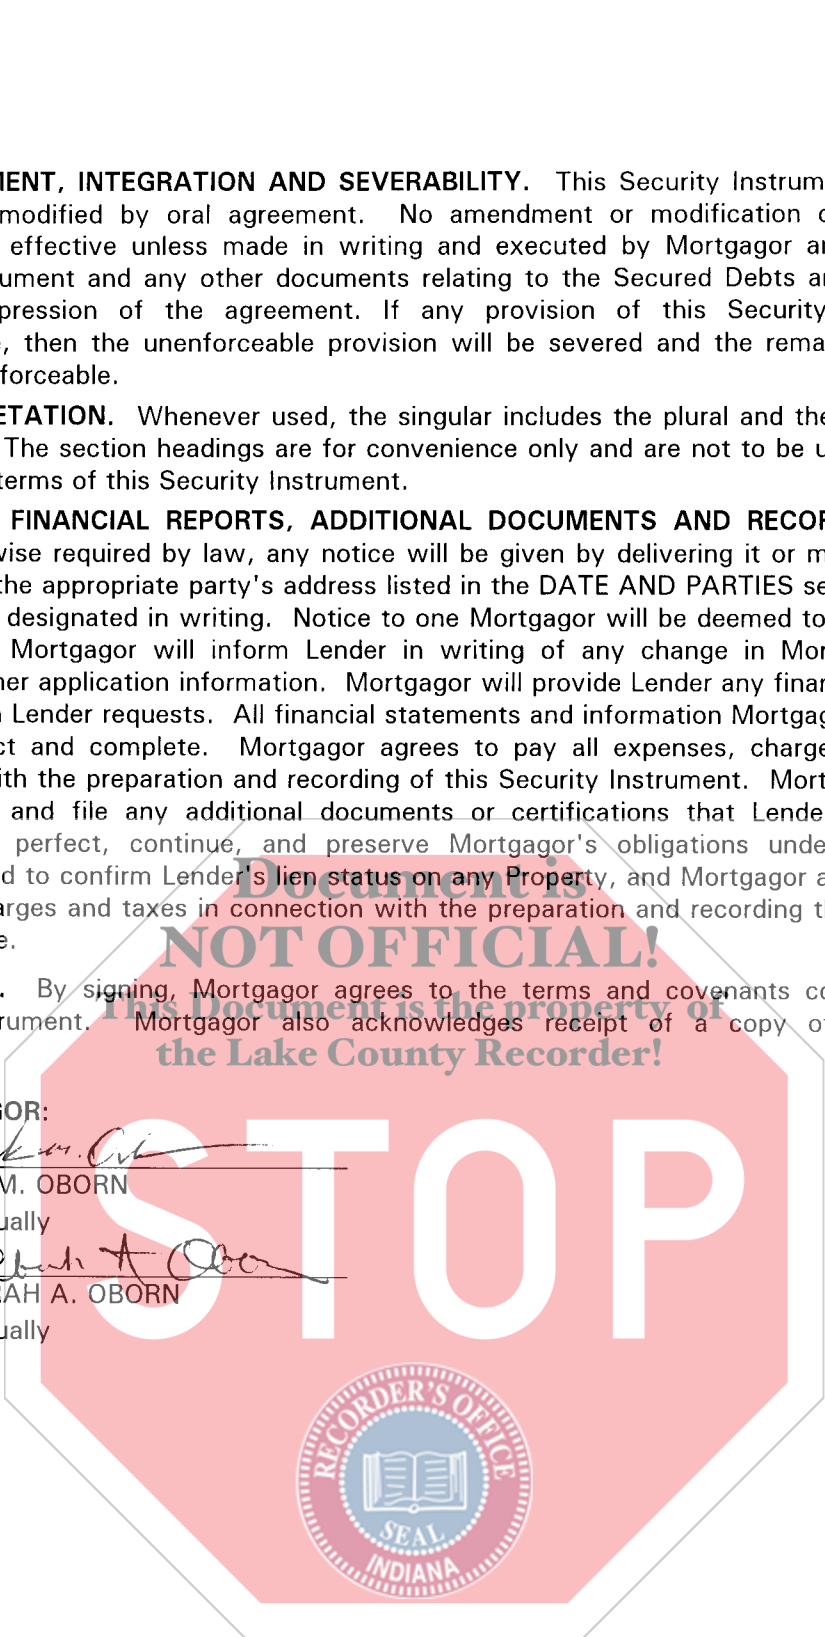 MENT, INTEGRATION AND SEVERABILITY. This Security Instrum
modified by oral agreement. No amendment or modification o
effective unless made in writing and executed by Mortgagor an
ument and any other documents relating to the Secured Debts ar
pression of the agreement. If any provision of this Security
, then the unenforceable provision will be severed and the rema
forceable.
ETATION. Whenever used, the singular includes the plural and the
The section headings are for convenience only and are not to be u
terms of this Security Instrument.
FINANCIAL REPORTS, ADDITIONAL DOCUMENTS AND RECOR
wise required by law, any notice will be given by delivering it or m
the appropriate party's address listed in the DATE AND PARTIES se
designated in writing. Notice to one Mortgagor will be deemed to
Mortgagor will inform Lender in writing of any change in Mor
her application information. Mortgagor will provide Lender any finan
Lender requests. All financial statements and information Mortgag
ct and complete. Mortgagor agrees to pay all expenses, charge
ith the preparation and recording of this Security Instrument. Mort
and file any additional documents or certifications that Lende
perfect, continue, and preserve Mortgagor's obligations unde
d to confirm Lender's lien status on any Property, and Mortgagor a
arges and taxes in connection with the preparation and recording t
e.
. By signing, Mortgagor agrees to the terms and covenants co
rument. Mortgagor also acknowledges receipt of a copy o
Document is
NOT OFFICIAL!
This Document is the property of
the Lake County Recorder!
GOR:
M. OBORN
ually
A Oborn
AH A. OBORN
ually
STOP
RECORDER'S OFFICE
SEAL
INDIANA